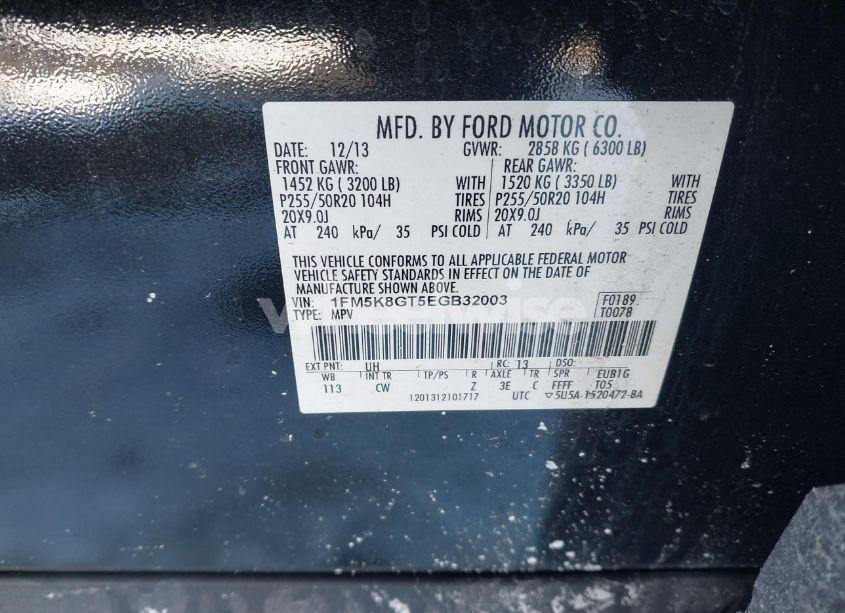 MFD. BY FORD MOTOR CO.
DATE: 12/13 GVWR: 2858 KG ( 6300 LB)
FRONT GAWR: REAR GAWR:
1452 KG ( 3200 LB) WITH 1520 KG ( 3350 LB) WITH
P255/50R20 104H TIRES P255/50R20 104H TIRES
20X9.0J RIMS 20X9.0J RIMS
AT 240 kPa/ 35 PSI COLD AT 240 kPa/ 35 PSI COLD
THIS VEHICLE CONFORMS TO ALL APPLICABLE FEDERAL MOTOR
VEHICLE SAFETY STANDARDS IN EFFECT ON THE DATE OF
MANUFACTURE SHOWN ABOVE.
VIN: 1FM5K8GT5EGB32003 F0189
TYPE: MPV T0078
EXT PNT: UH RC: 13 DSO:
WB INT TR TP/PS R AXLE TR SPR EUB1G
113 CW Z 3E C FFFF T05
1201312101717 UTC ▽5U5A-1520472-BA